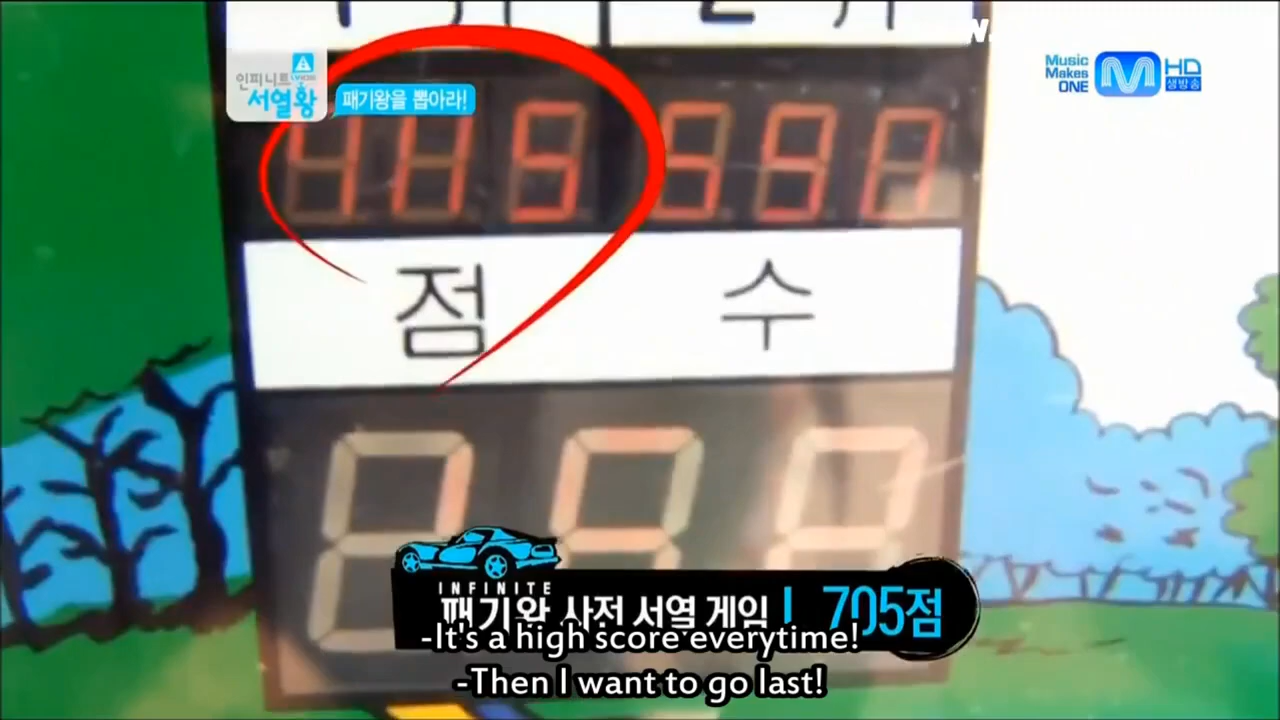 인피니트
서열왕
패기왕을 뽑아라!
Music
Makes
ONE
HD
생방송
점 수
INFINITE
패기왕 사전 서열 게임 705점
-It's a high score everytime!
-Then I want to go last!